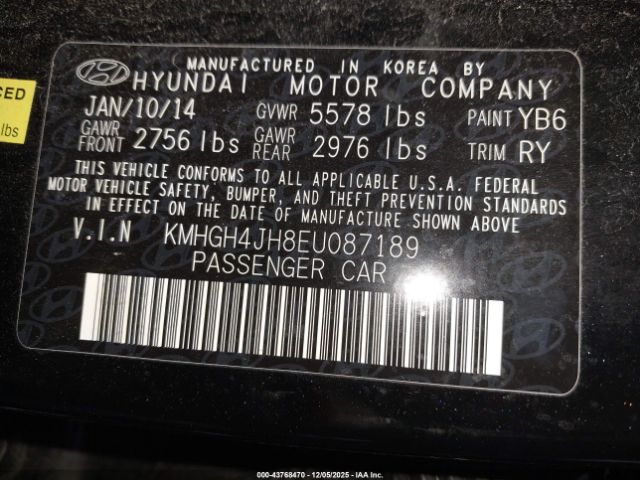 CED
lbs
MANUFACTURED IN KOREA BY
HYUNDAI MOTOR COMPANY
JAN/10/14 GVWR 5578 lbs PAINT YB6
GAWR FRONT 2756 lbs GAWR REAR 2976 lbs TRIM RY
THIS VEHICLE CONFORMS TO ALL APPLICABLE U.S.A. FEDERAL
MOTOR VEHICLE SAFETY, BUMPER, AND THEFT PREVENTION STANDARDS
IN EFFECT ON THE DATE OF MANUFACTURE SHOWN ABOVE
V.I.N KMHGH4JH8EU087189
PASSENGER CAR
000-43768470 - 12/05/2025 - IAA Inc.